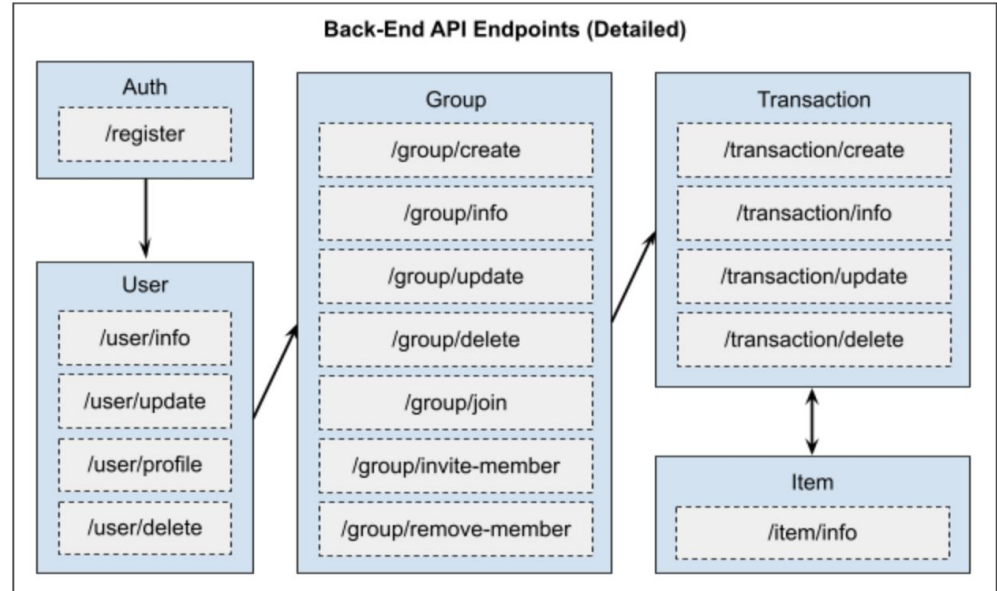 Back-End API Endpoints (Detailed)
Auth
/register
User
/user/info
/user/update
/user/profile
/user/delete
Group
/group/create
/group/info
/group/update
/group/delete
/group/join
/group/invite-member
/group/remove-member
Transaction
/transaction/create
/transaction/info
/transaction/update
/transaction/delete
Item
/item/info